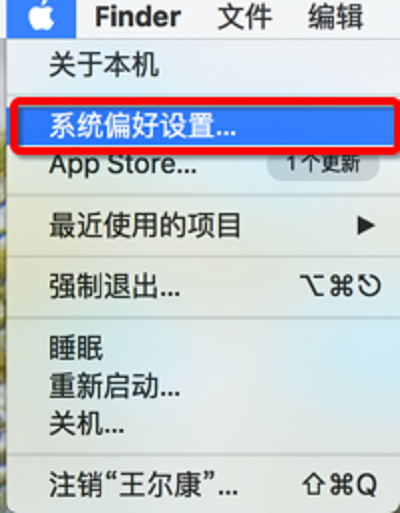 Finder 文件 编辑
关于本机
系统偏好设置...
App Store... 1个更新
最近使用的项目 ▶
强制退出... ⌥⌘⎋
睡眠
重新启动...
关机...
注销“王尔康”... ⇧⌘Q